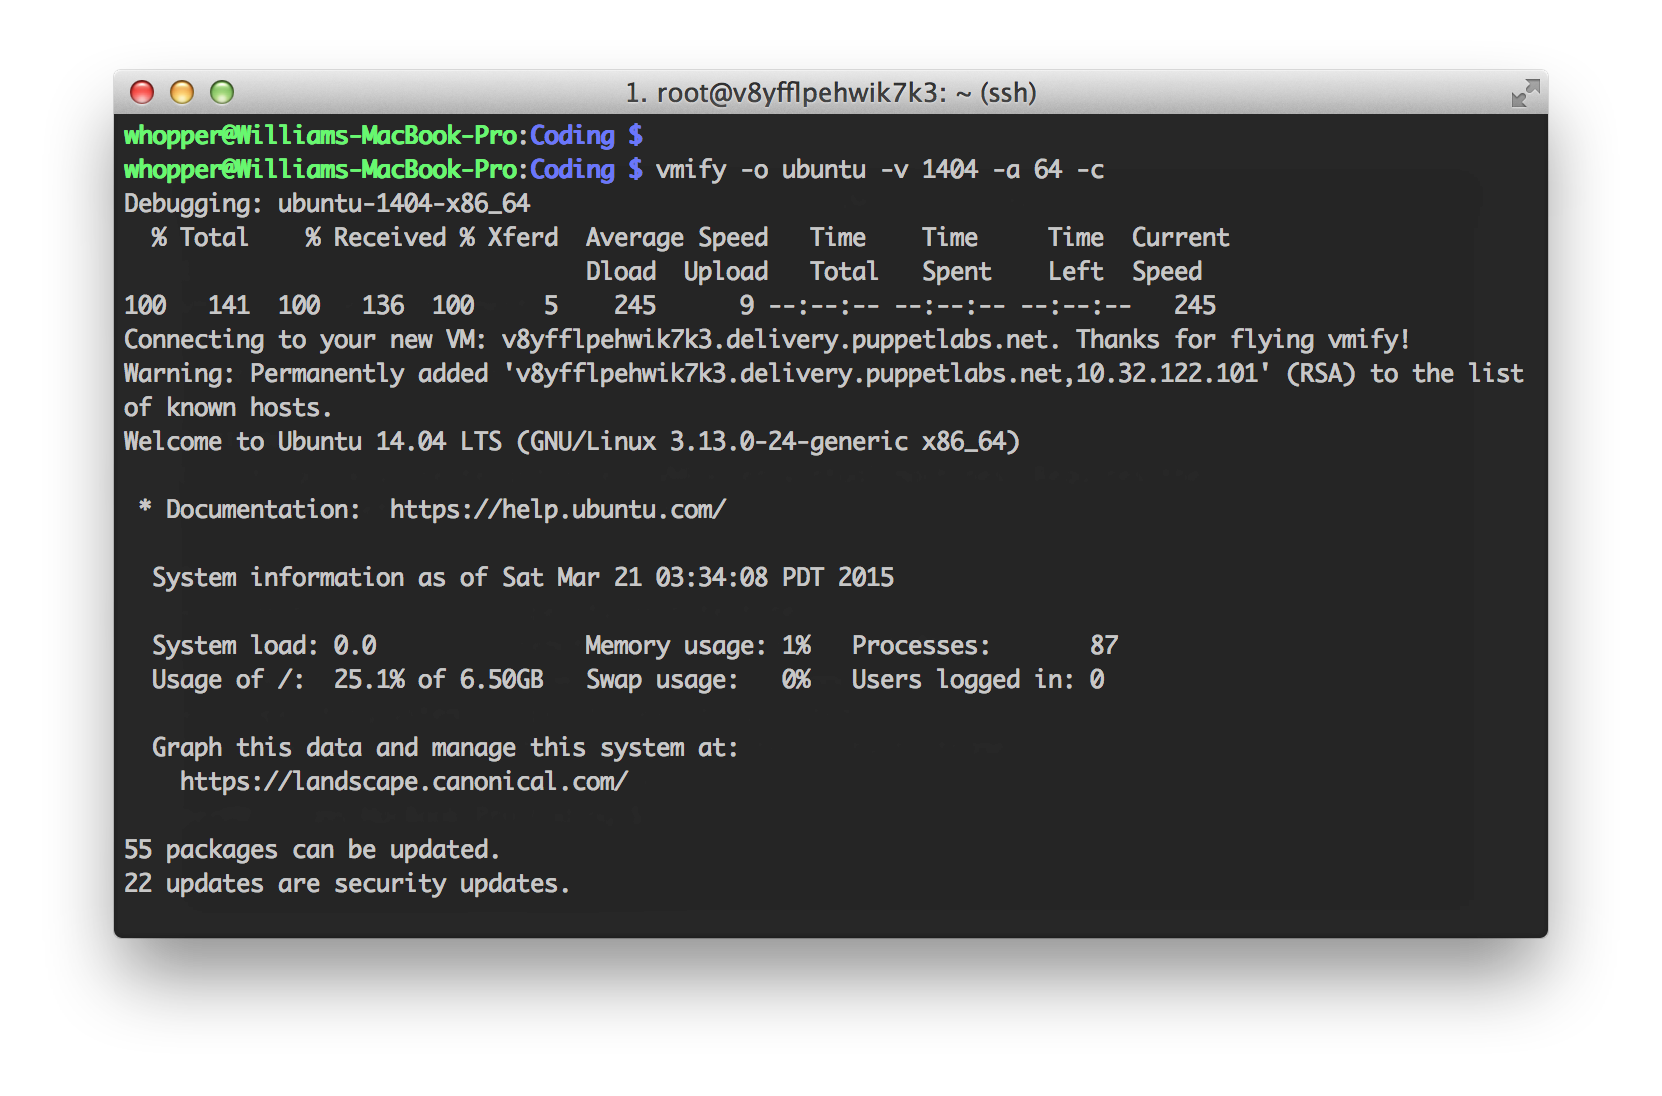 1. root@v8yfflpehwik7k3: ~ (ssh)
whopper@Williams-MacBook-Pro:Coding $
whopper@Williams-MacBook-Pro:Coding $ vmify -o ubuntu -v 1404 -a 64 -c
Debugging: ubuntu-1404-x86_64
  % Total    % Received % Xferd  Average Speed   Time    Time     Time  Current
                                 Dload  Upload   Total   Spent    Left  Speed
100   141  100   136  100     5    245      9 --:--:-- --:--:-- --:--:--   245
Connecting to your new VM: v8yfflpehwik7k3.delivery.puppetlabs.net. Thanks for flying vmify!
Warning: Permanently added 'v8yfflpehwik7k3.delivery.puppetlabs.net,10.32.122.101' (RSA) to the list
of known hosts.
Welcome to Ubuntu 14.04 LTS (GNU/Linux 3.13.0-24-generic x86_64)
 * Documentation:  https://help.ubuntu.com/
  System information as of Sat Mar 21 03:34:08 PDT 2015
  System load: 0.0               Memory usage: 1%   Processes:       87
  Usage of /:  25.1% of 6.50GB   Swap usage:   0%   Users logged in: 0
  Graph this data and manage this system at:
    https://landscape.canonical.com/
55 packages can be updated.
22 updates are security updates.